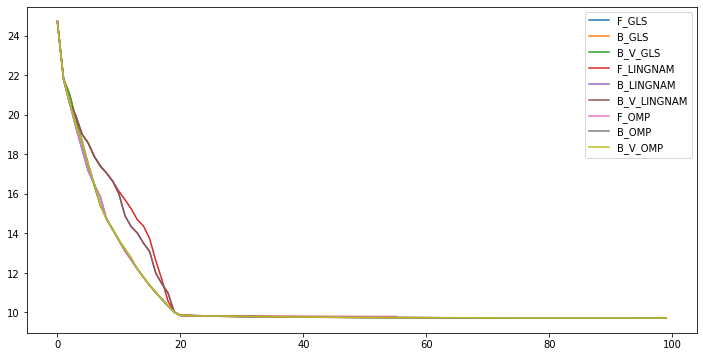 24
22
20
18
16
14
12
10
0
20
40
60
80
100
F_GLS
B_GLS
B_V_GLS
F_LINGNAM
B_LINGNAM
B_V_LINGNAM
F_OMP
B_OMP
B_V_OMP